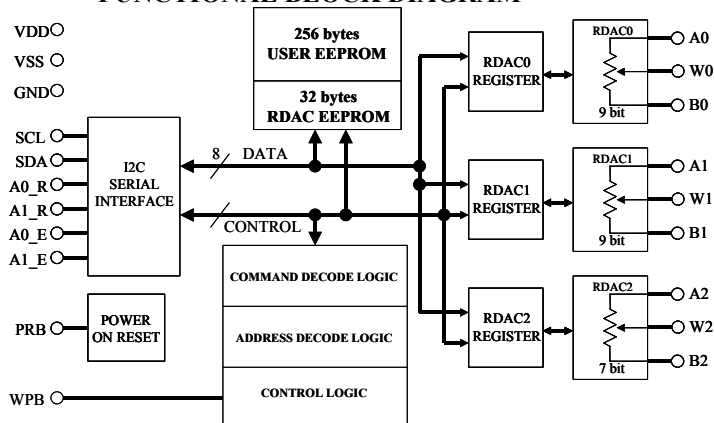 FUNCTIONAL BLOCK DIAGRAM
VDD
VSS
GND
SCL
SDA
A0_R
A1_R
A0_E
A1_E
I2C
SERIAL
INTERFACE
PRB
POWER
ON RESET
WPB
256 bytes
USER EEPROM
32 bytes
RDAC EEPROM
8
DATA
CONTROL
COMMAND DECODE LOGIC
ADDRESS DECODE LOGIC
CONTROL LOGIC
RDAC0
REGISTER
RDAC0
9 bit
A0
W0
B0
RDAC1
REGISTER
RDAC1
9 bit
A1
W1
B1
RDAC2
REGISTER
RDAC2
7 bit
A2
W2
B2